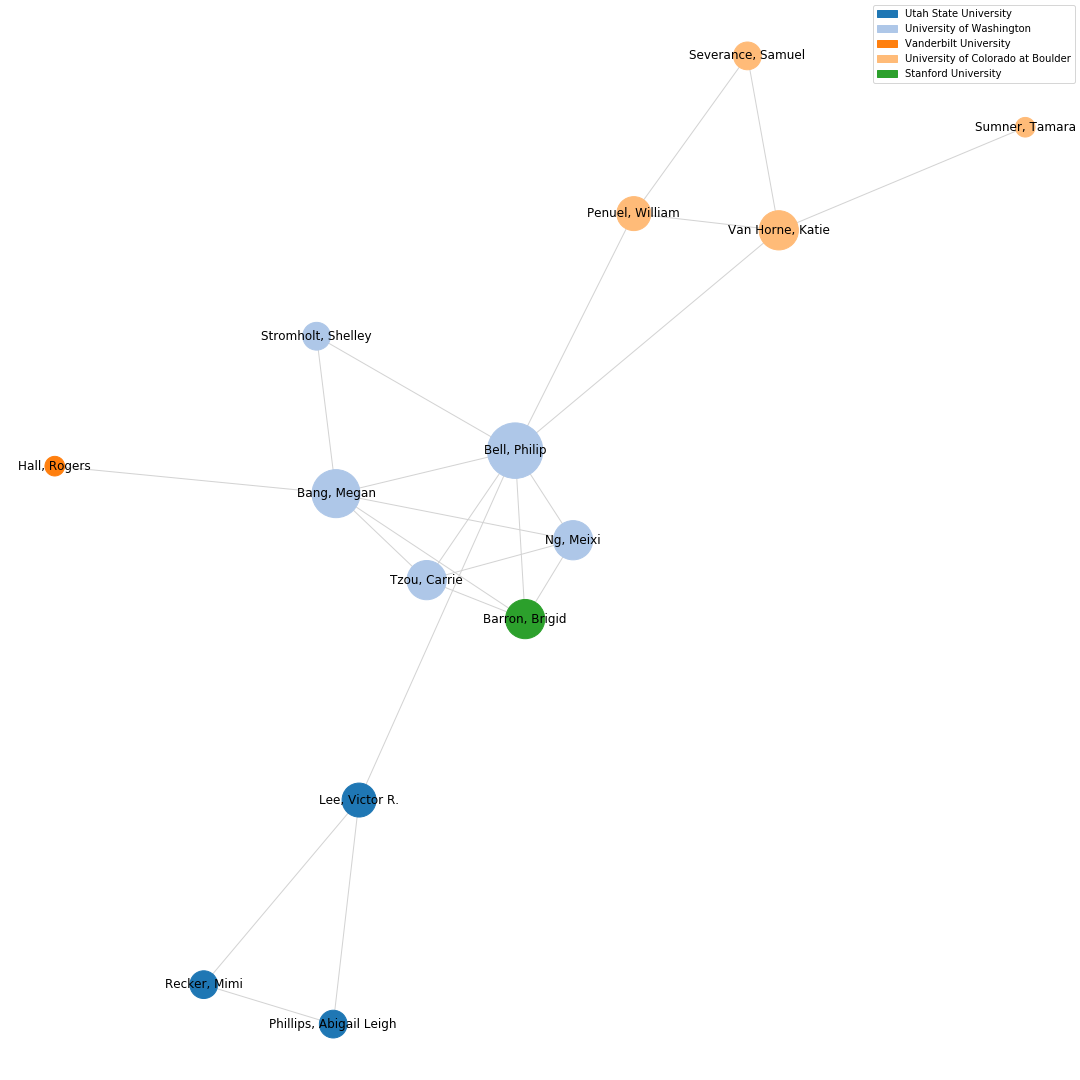 Utah State University
University of Washington
Vanderbilt University
University of Colorado at Boulder
Stanford University
Severance, Samuel
Sumner, Tamara
Penuel, William
Van Horne, Katie
Stromholt, Shelley
Bell, Philip
Hall, Rogers
Bang, Megan
Ng, Meixi
Tzou, Carrie
Barron, Brigid
Lee, Victor R.
Recker, Mimi
Phillips, Abigail Leigh